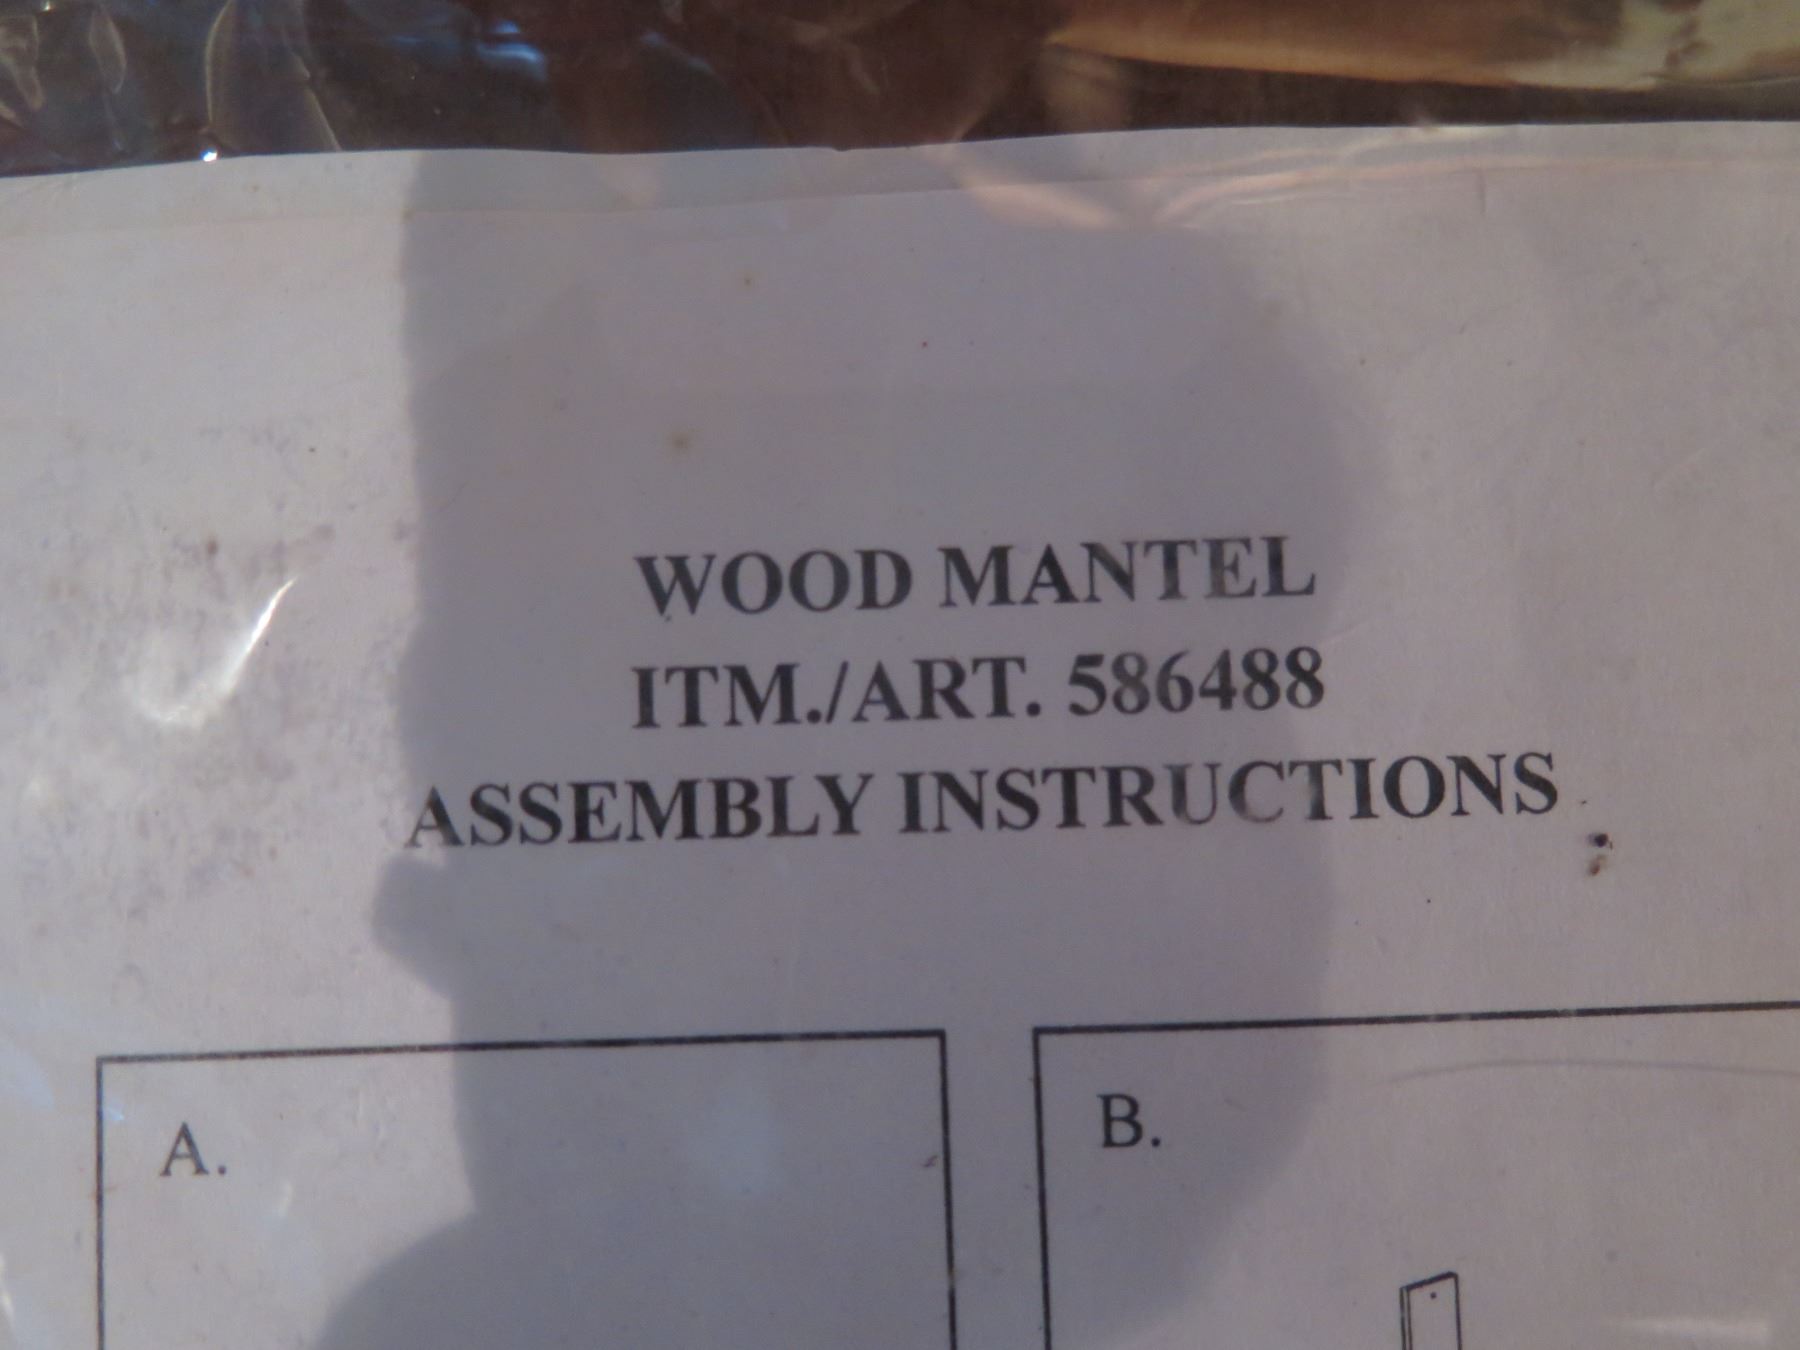 WOOD MANTEL
ITM./ART. 586488
ASSEMBLY INSTRUCTIONS
A.
B.